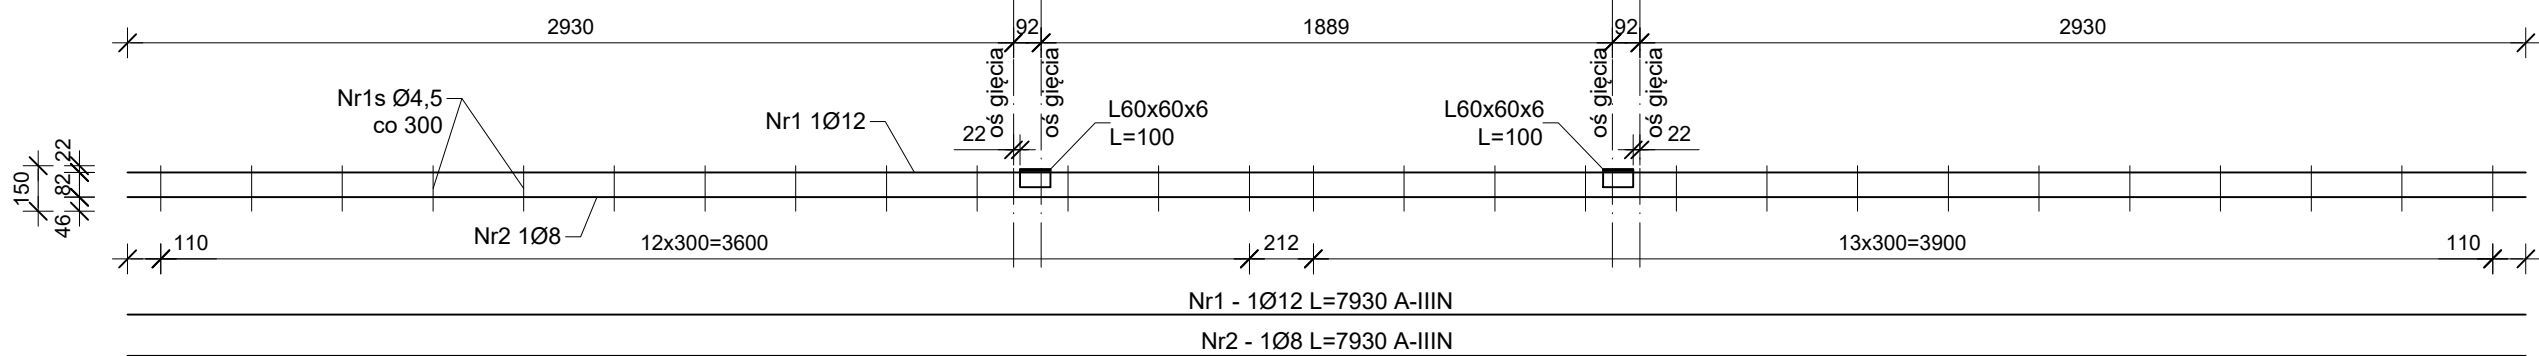 2930
92
1889
92
2930
oś gięcia
oś gięcia
oś gięcia
oś gięcia
Nr1s Ø4,5
co 300
Nr1 1Ø12
L60x60x6
L=100
L60x60x6
L=100
22
22
150
22
82
46
Nr2 1Ø8
110
12x300=3600
212
13x300=3900
110
Nr1 - 1Ø12 L=7930 A-IIIN
Nr2 - 1Ø8 L=7930 A-IIIN